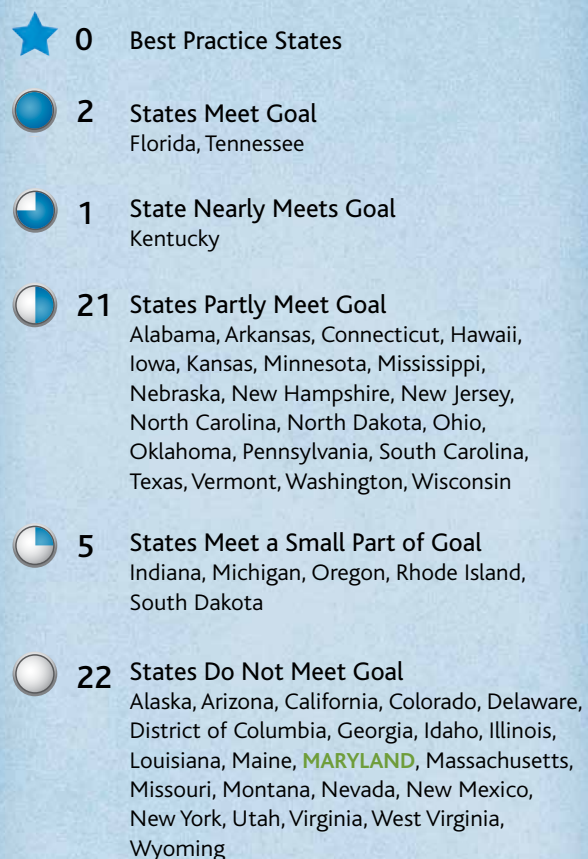 0 Best Practice States
2 States Meet Goal
Florida, Tennessee
1 State Nearly Meets Goal
Kentucky
21 States Partly Meet Goal
Alabama, Arkansas, Connecticut, Hawaii,
Iowa, Kansas, Minnesota, Mississippi,
Nebraska, New Hampshire, New Jersey,
North Carolina, North Dakota, Ohio,
Oklahoma, Pennsylvania, South Carolina,
Texas, Vermont, Washington, Wisconsin
5 States Meet a Small Part of Goal
Indiana, Michigan, Oregon, Rhode Island,
South Dakota
22 States Do Not Meet Goal
Alaska, Arizona, California, Colorado, Delaware,
District of Columbia, Georgia, Idaho, Illinois,
Louisiana, Maine, MARYLAND, Massachusetts,
Missouri, Montana, Nevada, New Mexico,
New York, Utah, Virginia, West Virginia,
Wyoming